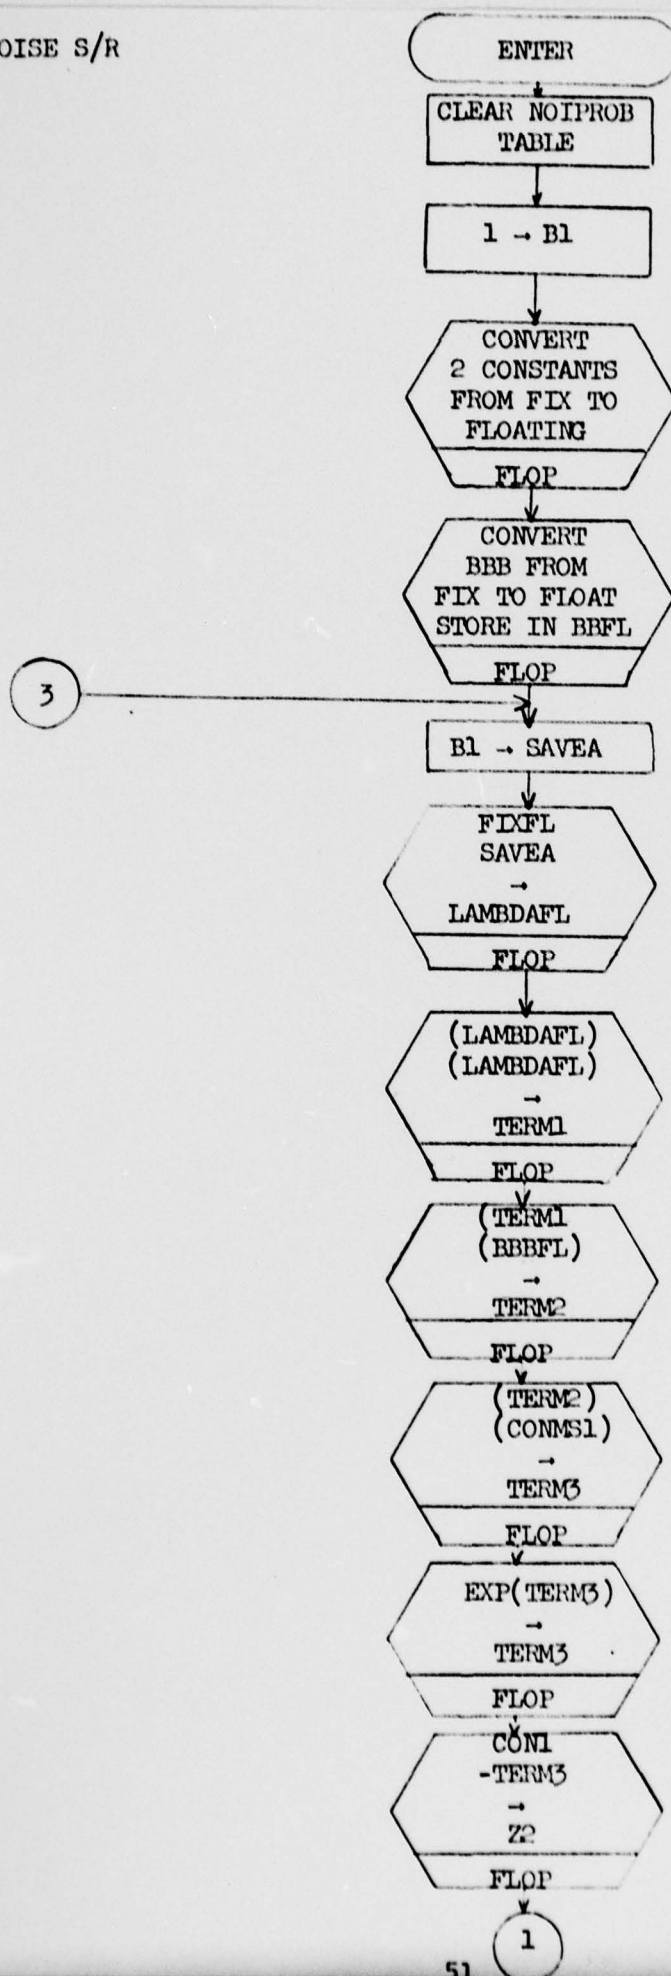 OISE S/R
ENTER
CLEAR NOIPROB
TABLE
1 → B1
CONVERT
2 CONSTANTS
FROM FIX TO
FLOATING
FLOP
CONVERT
BBB FROM
FIX TO FLOAT
STORE IN BBFL
FLOP
3
B1 → SAVEA
FIXFL
SAVEA
→
LAMBDAFL
FLOP
(LAMBDAFL)
(LAMBDAFL)
→
TERM1
FLOP
(TERM1
(BBBFL)
→
TERM2
FLOP
(TERM2)
(CONMS1)
→
TERM3
FLOP
EXP(TERM3)
→
TERM3
FLOP
CON1
-TERM3
→
Z2
FLOP
1
51